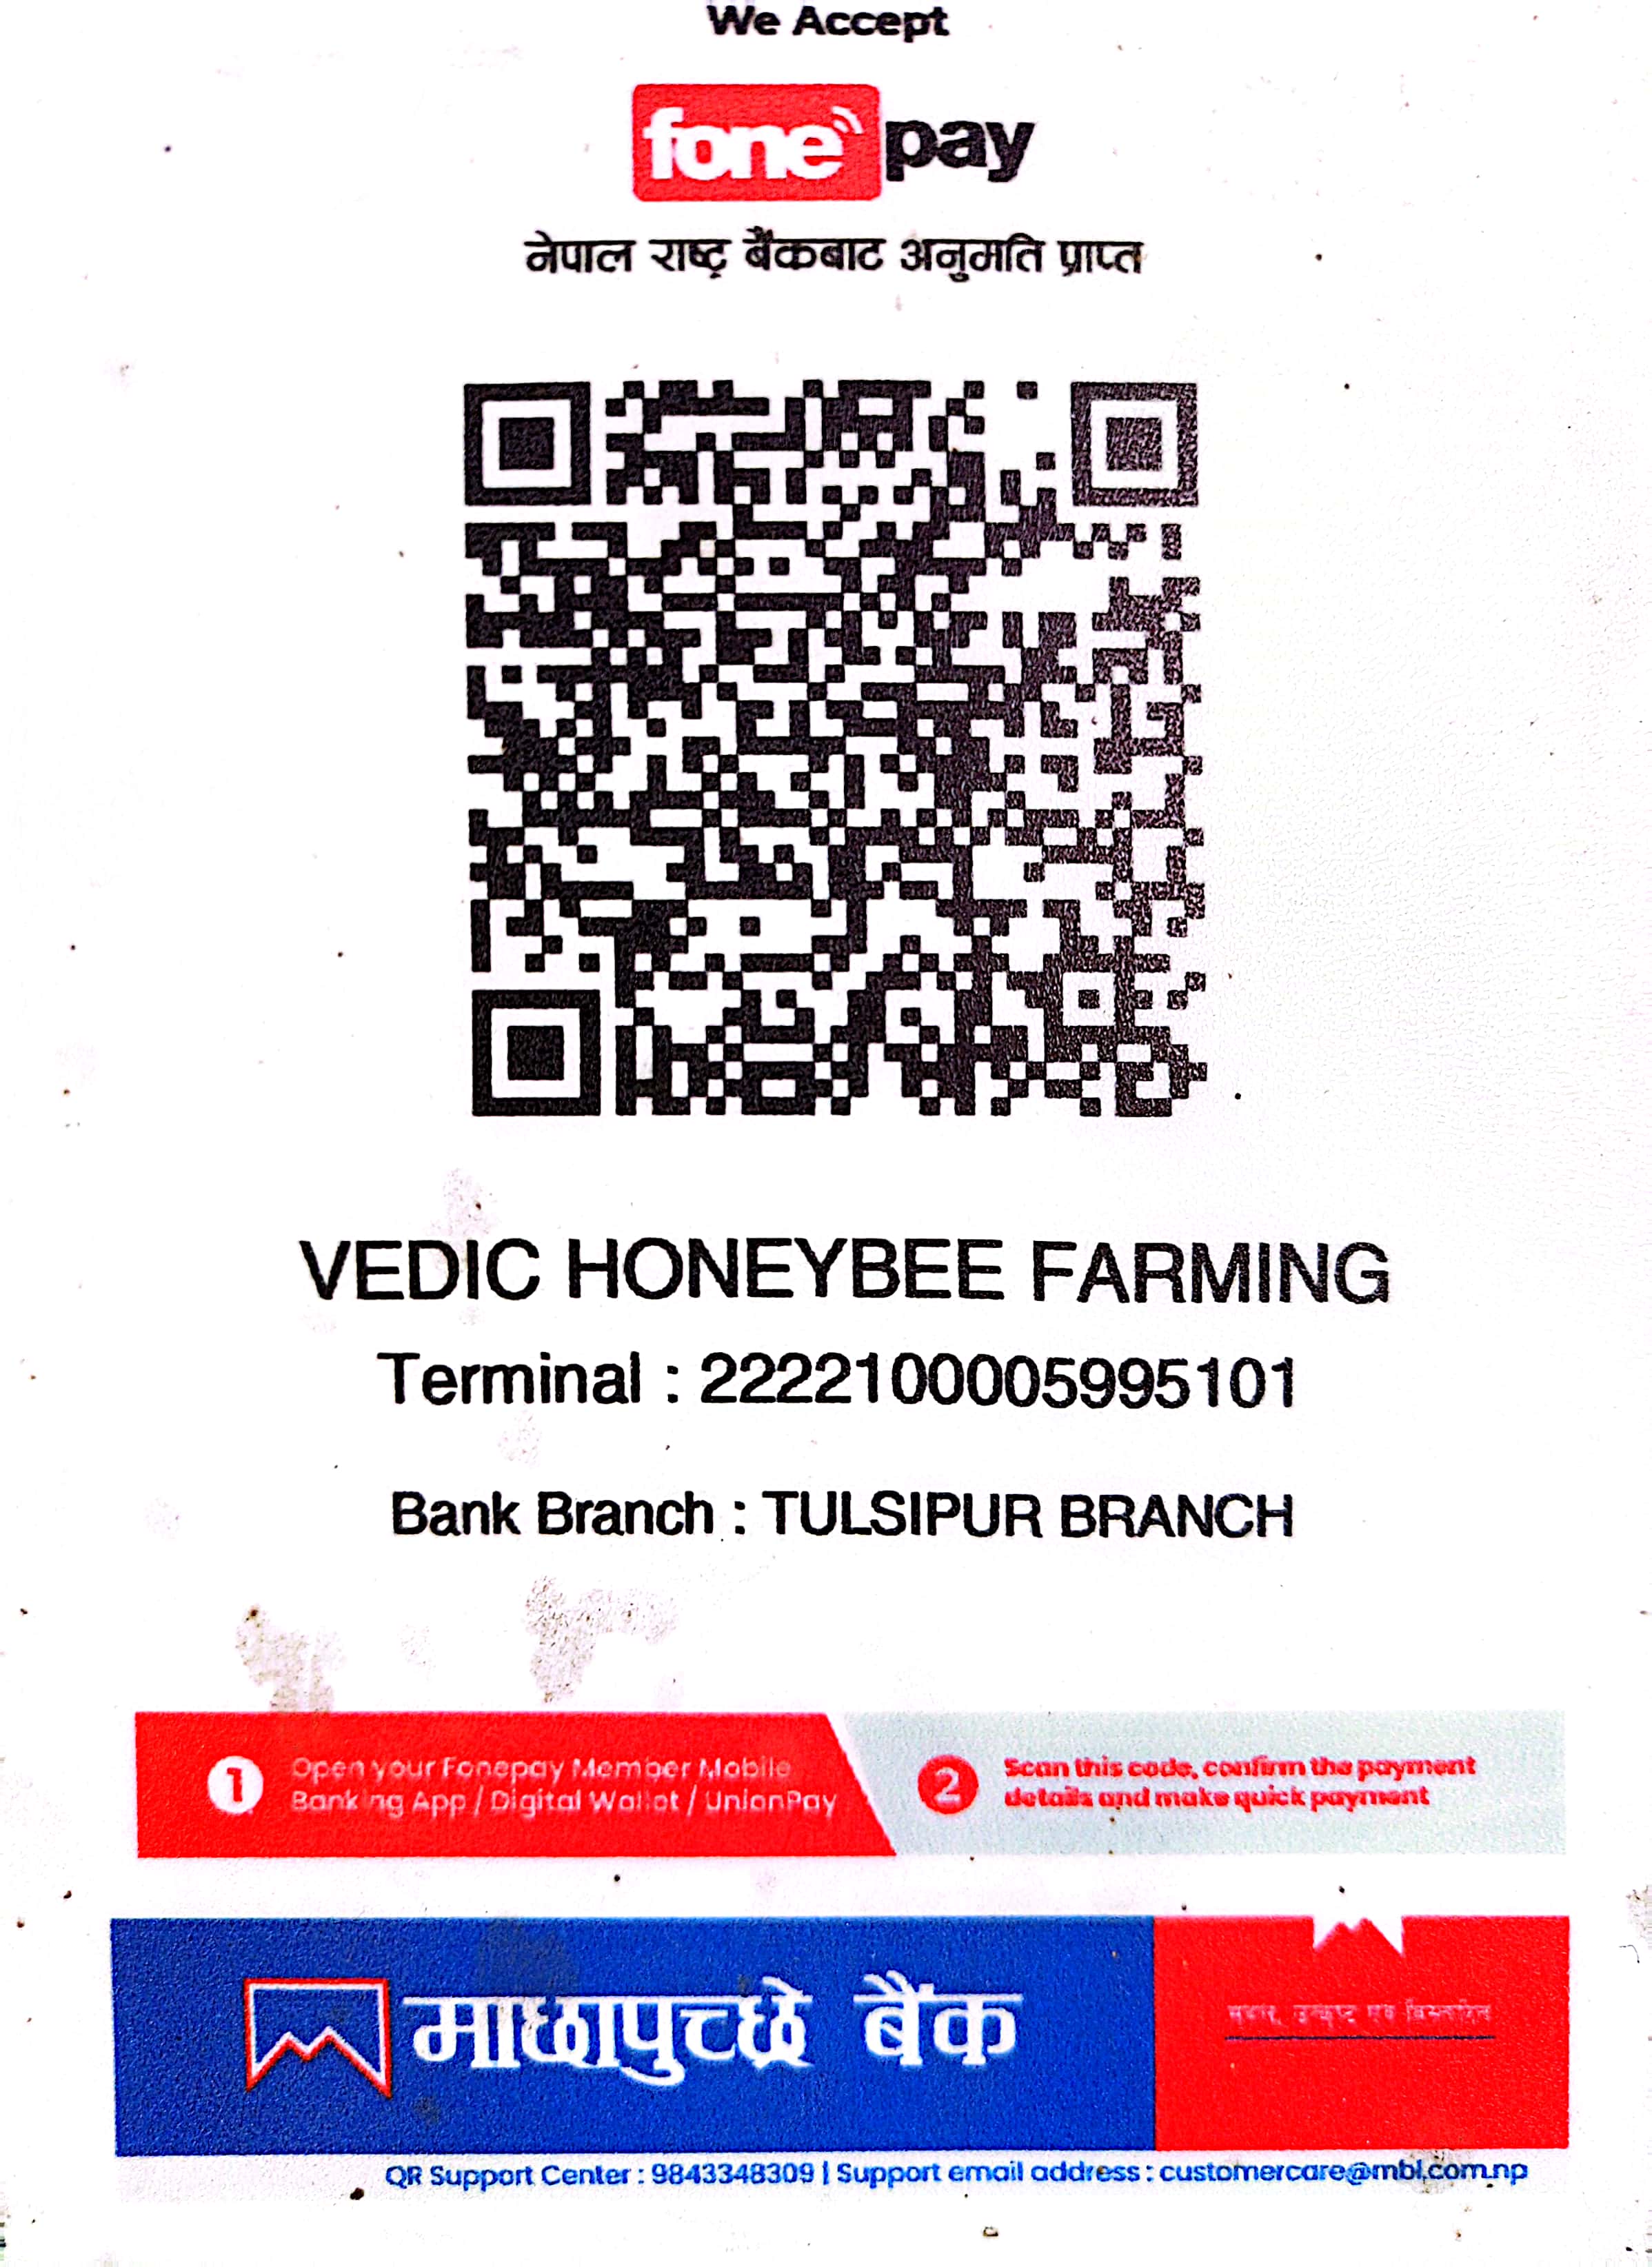 We Accept
fonepay
नेपाल राष्ट्र बैंकबाट अनुमति प्राप्त
VEDIC HONEYBEE FARMING
Terminal : 2222100005995101
Bank Branch : TULSIPUR BRANCH
1 Open your Fonepay Member Mobile
Banking App / Digital Wallet / UnionPay
2 Scan this code, confirm the payment
details and make quick payment
माछापुच्छ्रे बैंक
QR Support Center : 9843348309 | Support email address : customercare@mbl.com.np